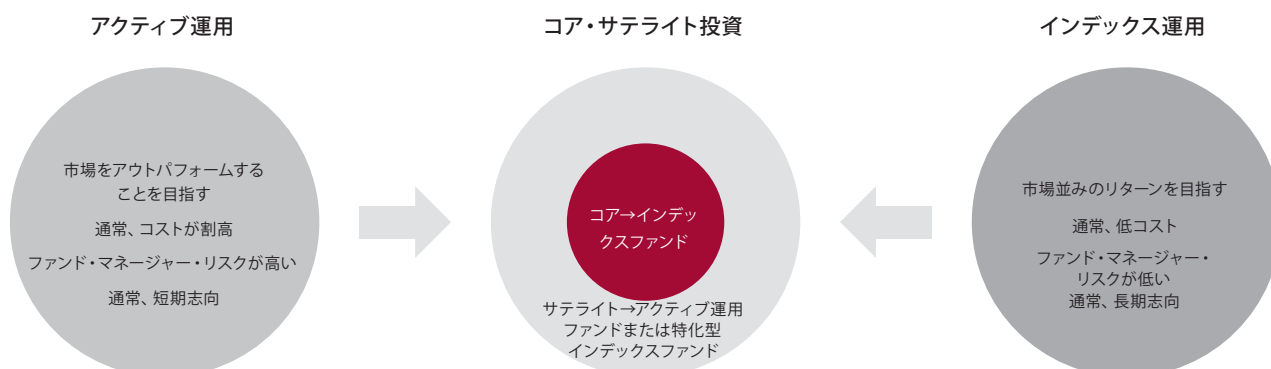 アクティブ運用
コア・サテライト投資
インデックス運用
市場をアウトパフォームする
ことを目指す
通常、コストが割高
ファンド・マネージャー・リスクが高い
通常、短期志向
コア→インデッ
クスファンド
サテライト→アクティブ運用
ファンドまたは特化型
インデックスファンド
市場並みのリターンを目指す
通常、低コスト
ファンド・マネージャー・
リスクが低い
通常、長期志向